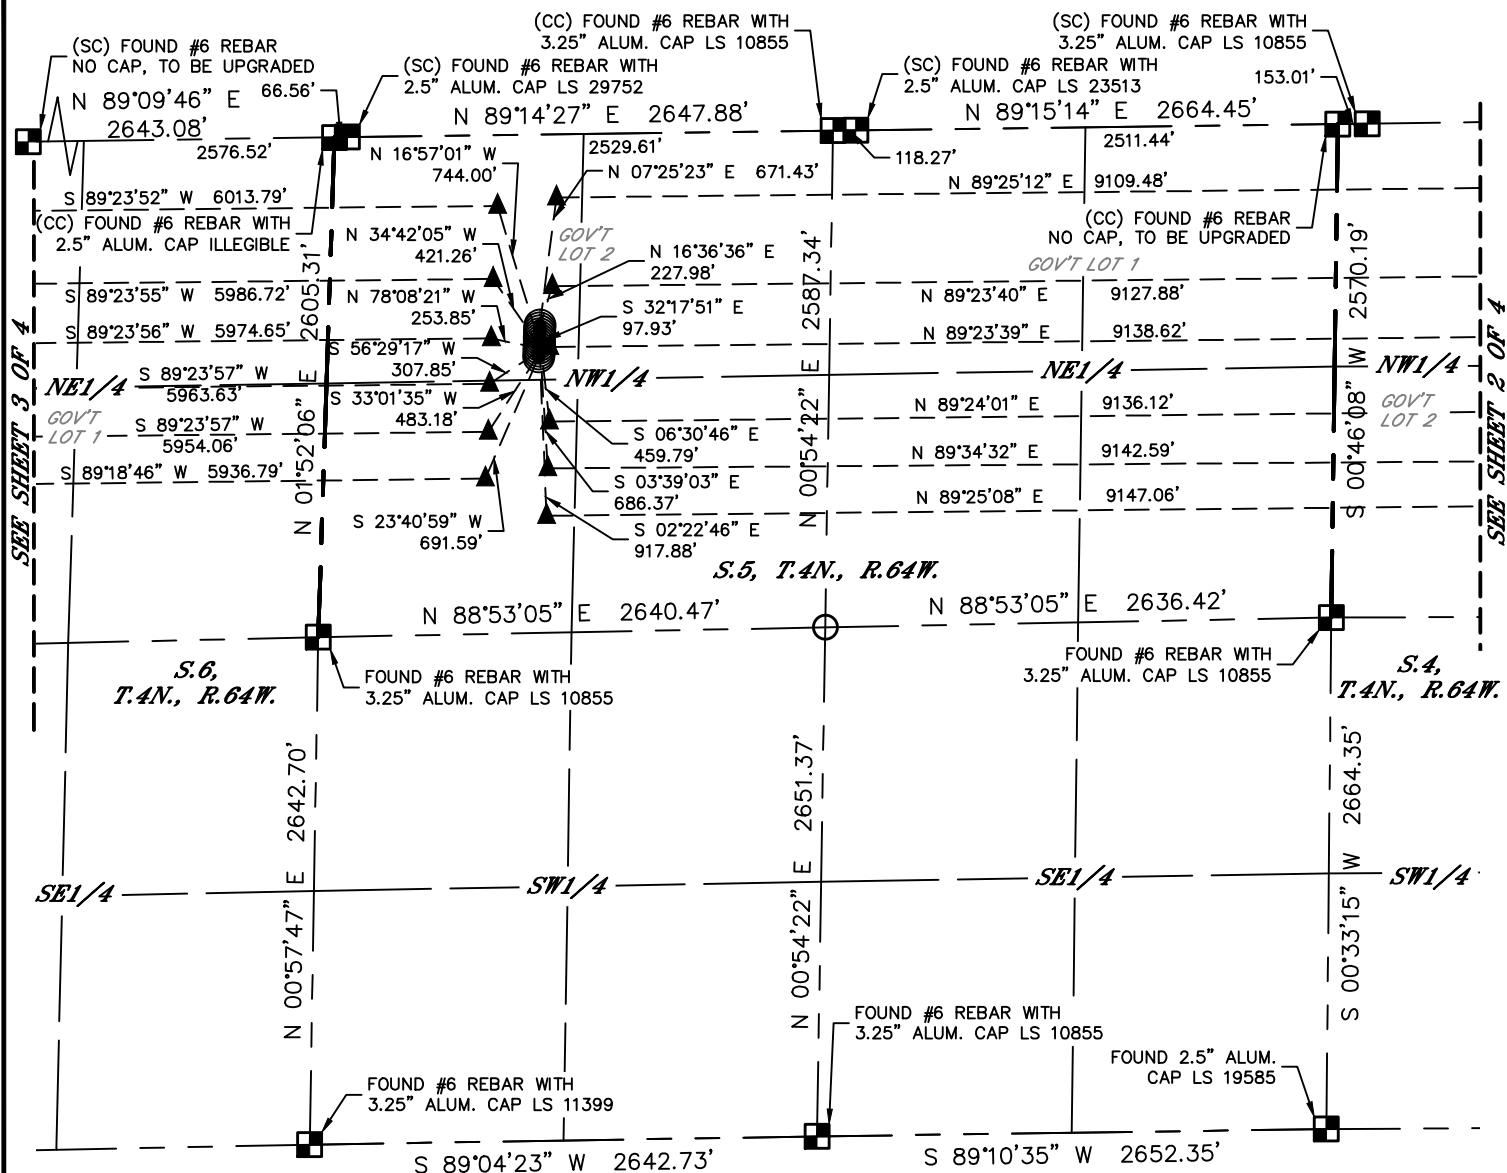 (CC) FOUND #6 REBAR WITH
3.25" ALUM. CAP LS 10855
(SC) FOUND #6 REBAR WITH
3.25" ALUM. CAP LS 10855
(SC) FOUND #6 REBAR
NO CAP, TO BE UPGRADED
(SC) FOUND #6 REBAR WITH
2.5" ALUM. CAP LS 29752
(SC) FOUND #6 REBAR WITH
2.5" ALUM. CAP LS 23513
153.01'
N 89°09'46" E
2643.08'
66.56'
N 89°14'27" E 2647.88'
N 89°15'14" E 2664.45'
2576.52'
2529.61'
2511.44'
118.27'
N 16°57'01" W
744.00'
N 07°25'23" E 671.43'
N 89°25'12" E 9109.48'
S 89°23'52" W 6013.79'
(CC) FOUND #6 REBAR WITH
2.5" ALUM. CAP ILLEGIBLE
(CC) FOUND #6 REBAR
NO CAP, TO BE UPGRADED
N 34°42'05" W
421.26'
GOV'T
LOT 2
N 16°36'36" E
227.98'
GOV'T LOT 1
S 89°23'55" W 5986.72'
N 78°08'21" W
253.85'
S 32°17'51" E
97.93'
N 89°23'40" E 9127.88'
S 89°23'56" W 5974.65'
N 89°23'39" E 9138.62'
S 56°29'17" W
307.85'
NE1/4
S 89°23'57" W
5963.63'
NW1/4
NE1/4
NW1/4
S 33°01'35" W
483.18'
GOV'T
LOT 1
S 89°23'57" W
5954.06'
N 89°24'01" E 9136.12'
GOV'T
LOT 2
S 06°30'46" E
459.79'
S 89°18'46" W 5936.79'
N 89°34'32" E 9142.59'
S 03°39'03" E
686.37'
N 89°25'08" E 9147.06'
S 23°40'59" W
691.59'
S 02°22'46" E
917.88'
N 01°52'06" E 2605.31'
N 00°54'22" E 2587.34'
S 00°46'08" W 2570.19'
SEE SHEET 3 OF 4
SEE SHEET 2 OF 4
S.5, T.4N., R.64W.
N 88°53'05" E 2640.47'
N 88°53'05" E 2636.42'
S.6,
T.4N., R.64W.
FOUND #6 REBAR WITH
3.25" ALUM. CAP LS 10855
FOUND #6 REBAR WITH
3.25" ALUM. CAP LS 10855
S.4,
T.4N., R.64W.
N 00°57'47" E 2642.70'
N 00°54'22" E 2651.37'
S 00°33'15" W 2664.35'
SE1/4
SW1/4
SE1/4
SW1/4
FOUND #6 REBAR WITH
3.25" ALUM. CAP LS 10855
FOUND 2.5" ALUM.
CAP LS 19585
FOUND #6 REBAR WITH
3.25" ALUM. CAP LS 11399
S 89°04'23" W 2642.73'
S 89°10'35" W 2652.35'